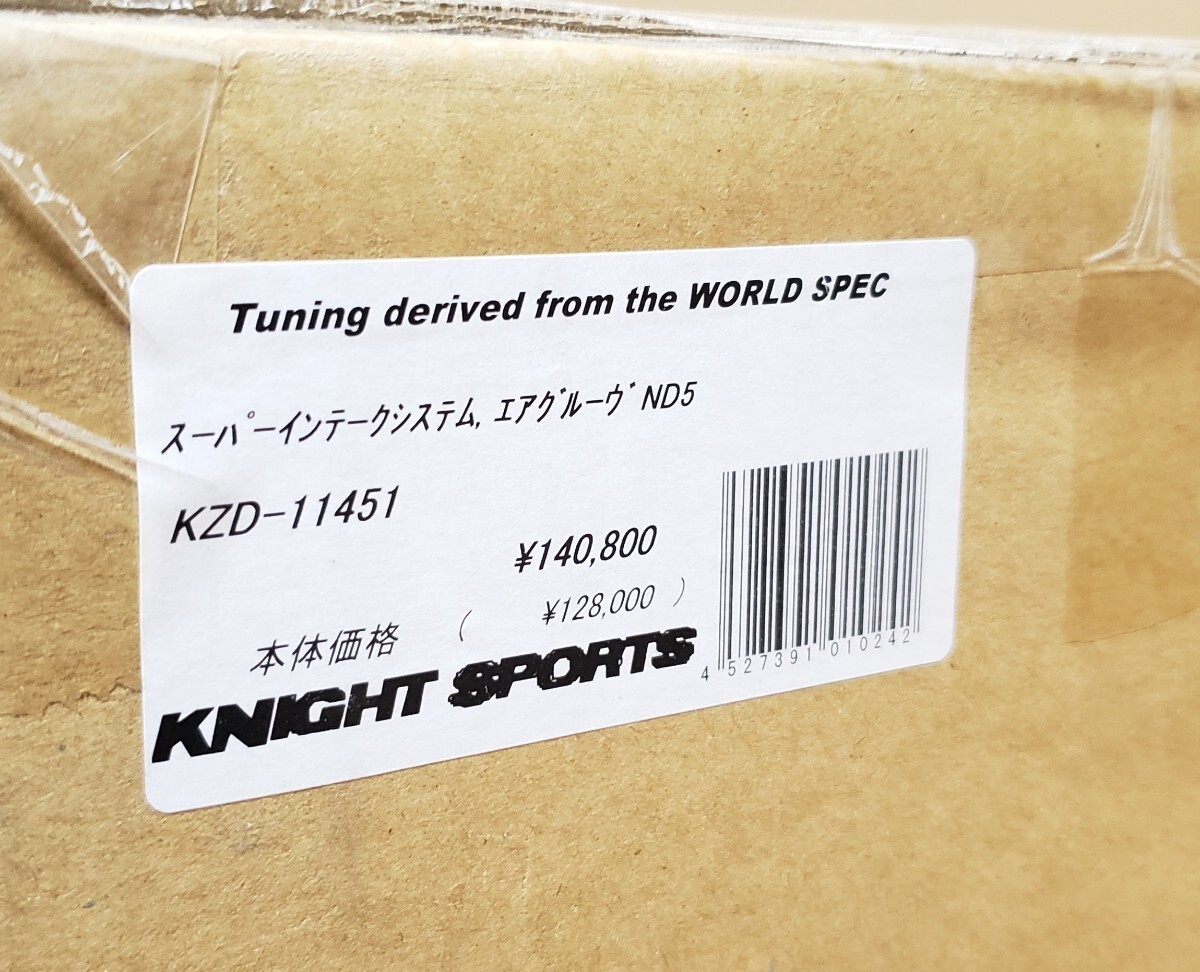 Tuning derived from the WORLD SPEC
ｽｰﾊﾟｰｲﾝﾃｰｸｼｽﾃﾑ, ｴｱｸﾞﾙｰｳﾞ ND5
KZD-11451
¥140,800
本体価格 ( ¥128,000 )
KNIGHT SPORTS
4 527391 010242